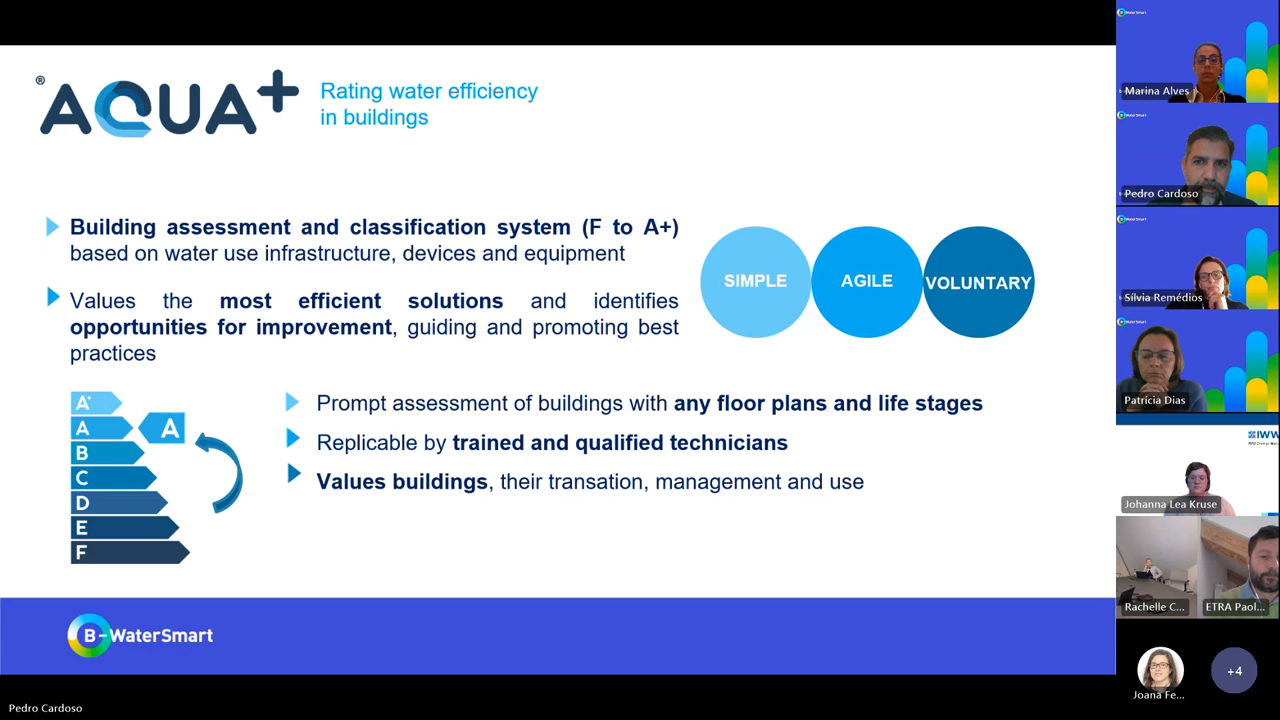 ® AQUA+
Rating water efficiency
in buildings
Building assessment and classification system (F to A+)
based on water use infrastructure, devices and equipment
Values the most efficient solutions and identifies
opportunities for improvement, guiding and promoting best
practices
SIMPLE
AGILE
VOLUNTARY
A+
A
B
C
D
E
F
A
Prompt assessment of buildings with any floor plans and life stages
Replicable by trained and qualified technicians
Values buildings, their transation, management and use
B-WaterSmart
Pedro Cardoso
Marina Alves
Pedro Cardoso
Sílvia Remédios
Patrícia Dias
IWW
Johanna Lea Kruse
Rachelle C...
ETRA Paol...
Joana Fe...
+4